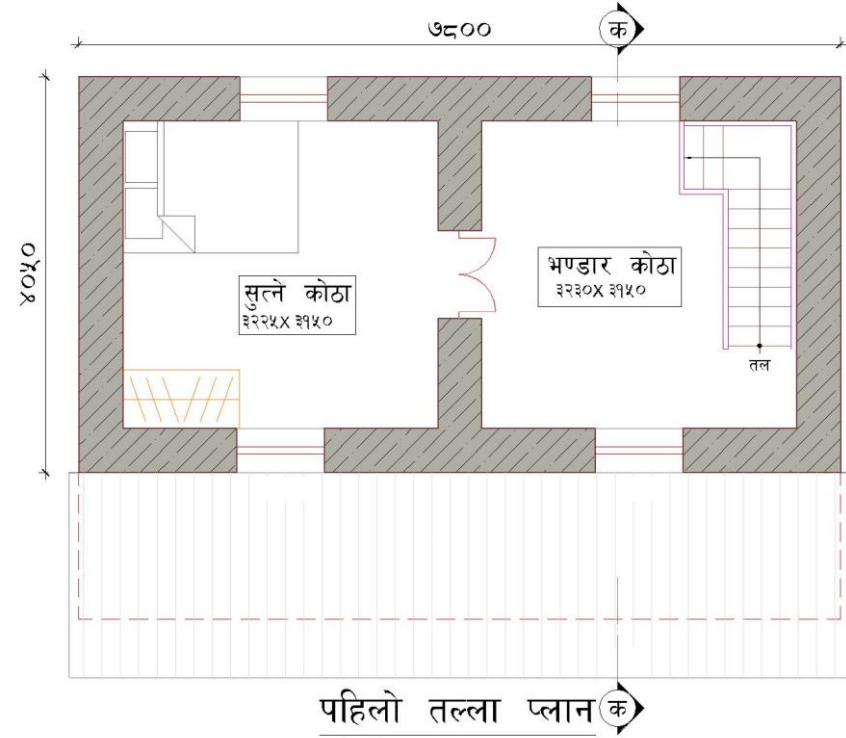 ७८००
क
४०५०
सुत्ने कोठा
३२२५X ३१५०
भण्डार कोठा
३२३०X ३१५०
तल
पहिलो तल्ला प्लान
क